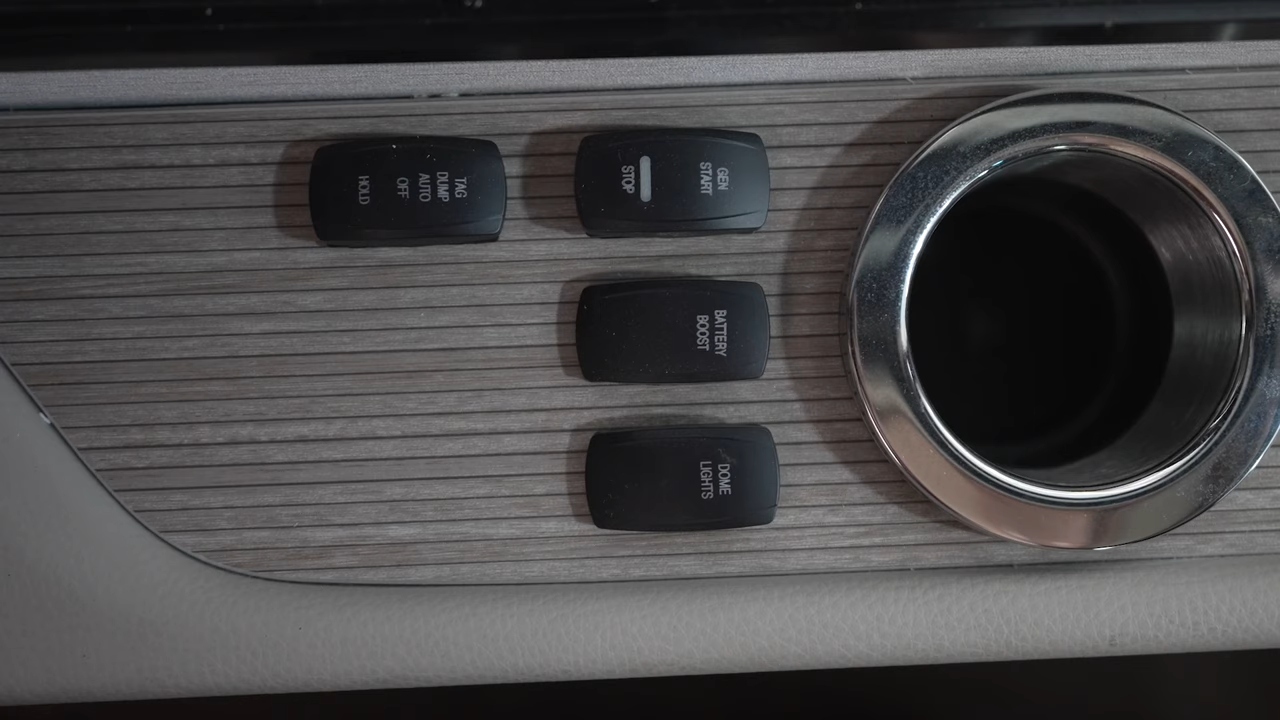 TAG
DUMP
AUTO
OFF
HOLD
GEN
START
STOP
BATTERY
BOOST
DOME
LIGHTS